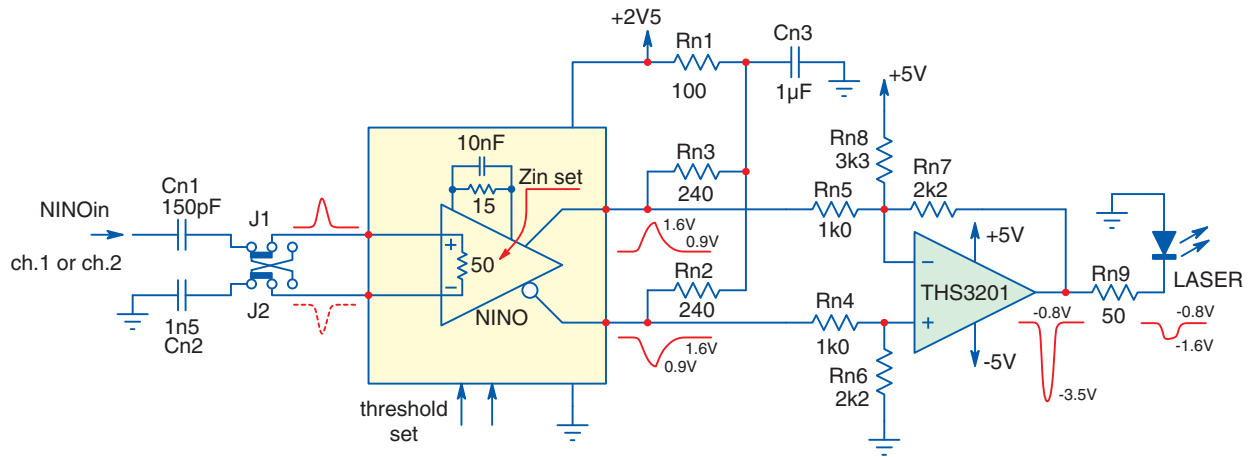 +2V5
Rn1
100
Cn3
1µF
+5V
10nF
15
Zin set
Rn3
240
Rn8
3k3
Rn7
2k2
Rn5
1k0
Cn1
150pF
NINOin
ch.1 or ch.2
J1
J2
1n5
Cn2
+
50
−
NINO
1.6V
0.9V
Rn2
240
1.6V
0.9V
Rn4
1k0
Rn6
2k2
−
THS3201
+
+5V
-5V
Rn9
50
LASER
-0.8V
-3.5V
-0.8V
-1.6V
threshold
set